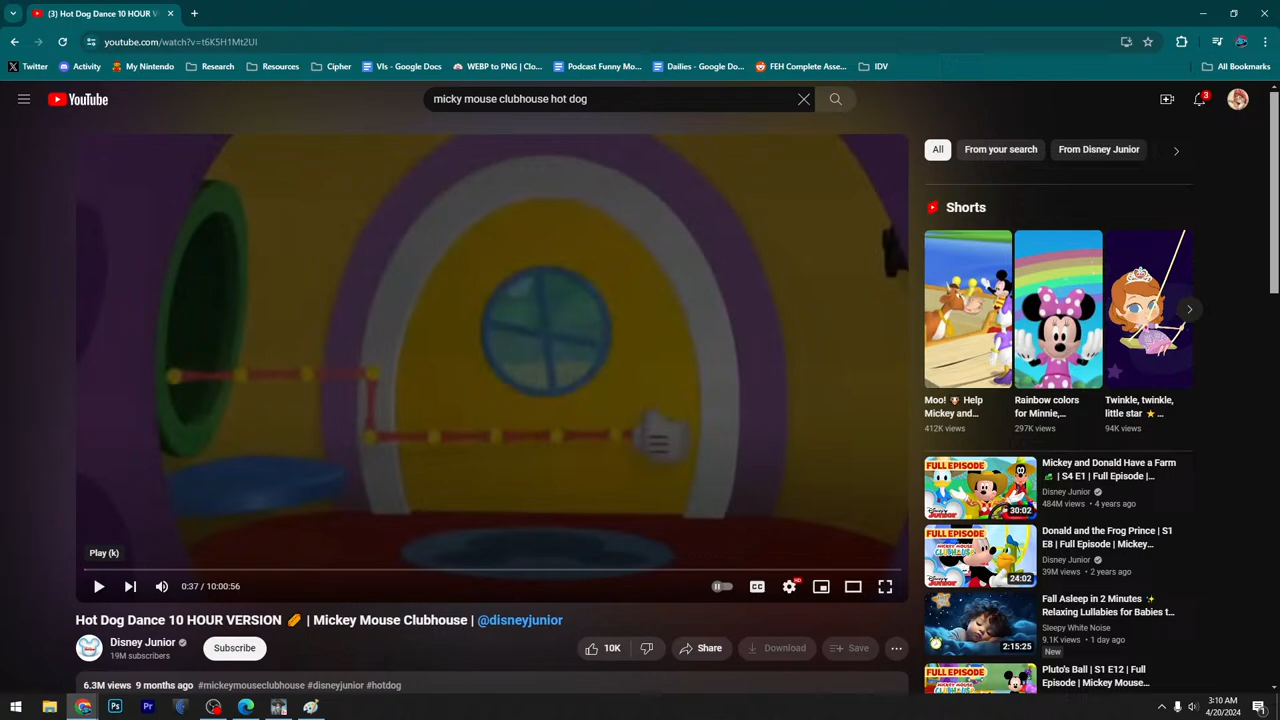 (3) Hot Dog Dance 10 HOUR V
youtube.com/watch?v=t6K5H1Mt2UI
Twitter
Activity
My Nintendo
Research
Resources
Cipher
VIs - Google Docs
WEBP to PNG | Clo...
Podcast Funny Mo...
Dailies - Google Do...
FEH Complete Asse...
IDV
All Bookmarks
YouTube
micky mouse clubhouse hot dog
3
All
From your search
From Disney Junior
Shorts
Moo! 🐮 Help
Mickey and...
412K views
Rainbow colors
for Minnie,...
297K views
Twinkle, twinkle,
little star ⭐ ...
94K views
FULL EPISODE
30:02
Mickey and Donald Have a Farm
| S4 E1 | Full Episode |...
Disney Junior
484M views • 4 years ago
FULL EPISODE
24:02
Donald and the Frog Prince | S1
E8 | Full Episode | Mickey...
Disney Junior
39M views • 2 years ago
2:15:25
Fall Asleep in 2 Minutes ✨
Relaxing Lullabies for Babies t...
Sleepy White Noise
9.1K views • 1 day ago
New
FULL EPISODE
Pluto's Ball | S1 E12 | Full
Episode | Mickey Mouse...
Play (k)
0:37 / 10:00:56
CC
HD
Hot Dog Dance 10 HOUR VERSION 🌭 | Mickey Mouse Clubhouse | @disneyjunior
Disney Junior
19M subscribers
Subscribe
10K
Share
Download
Save
6.3M views 9 months ago #mickeymouseclubhouse #disneyjunior #hotdog
Ps
Pr
3:10 AM
4/20/2024
1